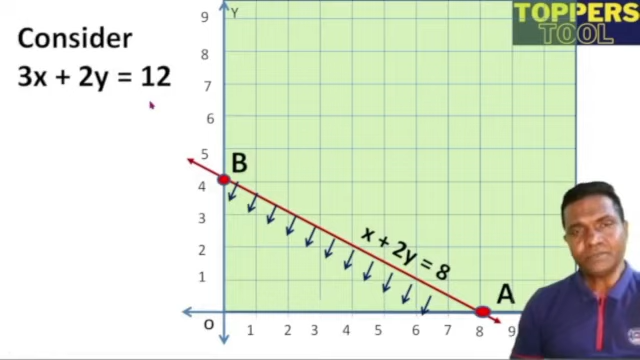 Consider
3x + 2y = 12
TOPPERS
TOOL
Y
9
8
7
6
5
4
3
2
1
B
x + 2y = 8
A
O
1 2 3 4 5 6 7 8 9